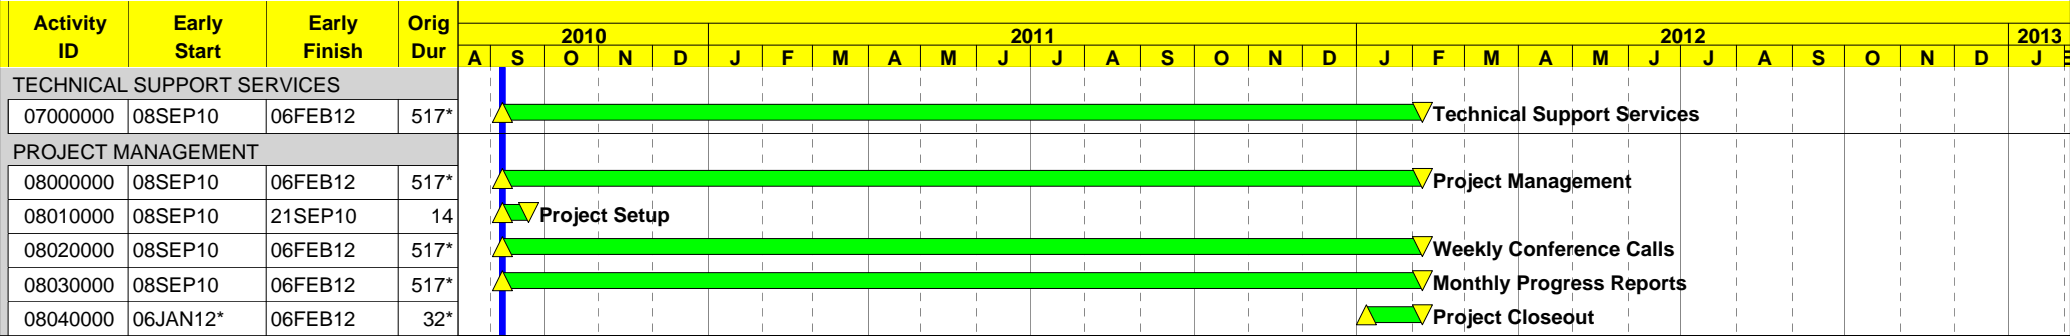 Activity ID Early Start Early Finish Orig Dur
2010 2011 2012 2013
A S O N D J F M A M J J A S O N D J F M A M J J A S O N D J
TECHNICAL SUPPORT SERVICES
07000000 08SEP10 06FEB12 517* Technical Support Services
PROJECT MANAGEMENT
08000000 08SEP10 06FEB12 517* Project Management
08010000 08SEP10 21SEP10 14 Project Setup
08020000 08SEP10 06FEB12 517* Weekly Conference Calls
08030000 08SEP10 06FEB12 517* Monthly Progress Reports
08040000 06JAN12* 06FEB12 32* Project Closeout